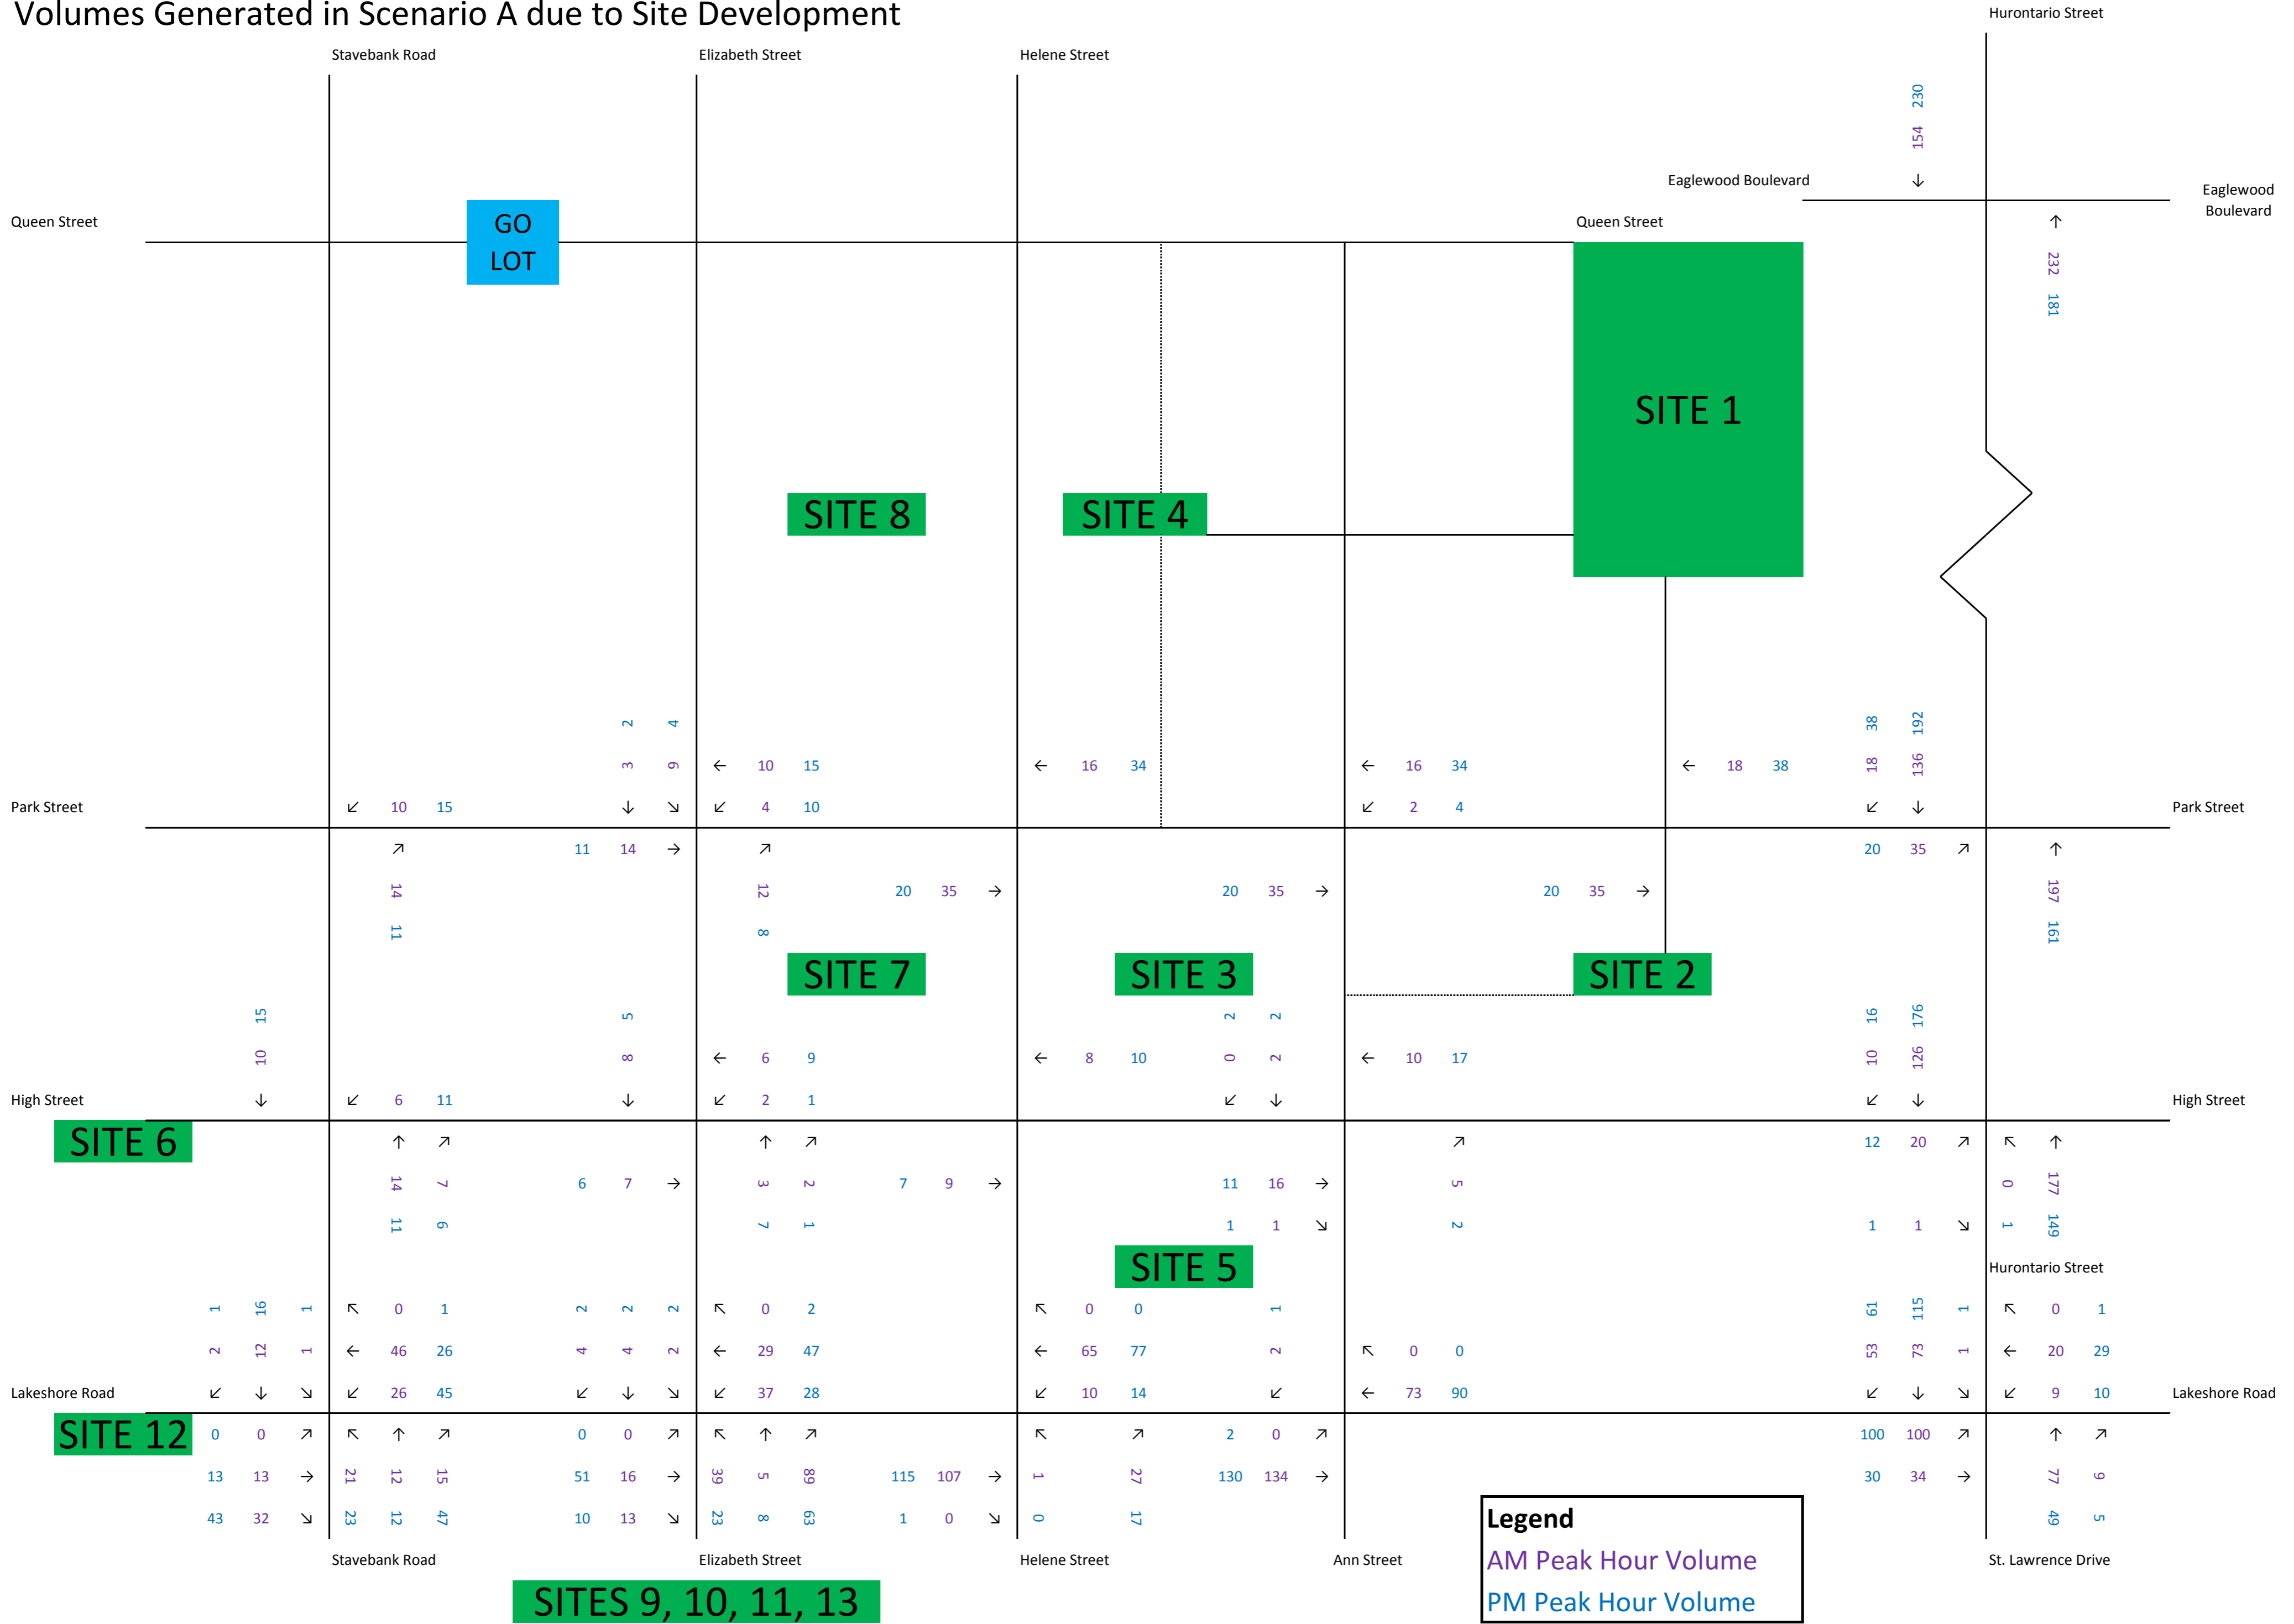 Volumes Generated in Scenario A due to Site Development
Hurontario Street
Stavebank Road
Elizabeth Street
Helene Street
230
154
Eaglewood Boulevard
↓
Eaglewood
Boulevard
Queen Street
GO
LOT
Queen Street
↑
232
181
SITE 1
SITE 8
SITE 4
2 4 38 192
3 9 ← 10 15 ← 16 34 ← 16 34 ← 18 38 18 136
Park Street ↙ 10 15 ↓ ↘ ↙ 4 10 ↙ 2 4 ↙ ↓ Park Street
↗ 11 14 → ↗ 20 35 ↗ ↑
14 12 20 35 → 20 35 → 20 35 → 197
11 8 161
SITE 7
SITE 3
SITE 2
15 5 2 2 16 176
10 8 ← 6 9 ← 8 10 0 2 ← 10 17 10 126
High Street ↓ ↙ 6 11 ↓ ↙ 2 1 ↙ ↓ ↙ ↓ High Street
SITE 6 ↑ ↗ ↑ ↗ ↗ 12 20 ↗ ↖ ↑
14 7 6 7 → 3 2 7 9 → 11 16 → 5 0 177
11 6 7 1 1 1 ↘ 2 1 1 ↘ 1 149
SITE 5
Hurontario Street
1 16 1 ↖ 0 1 2 2 2 ↖ 0 2 ↖ 0 0 1 61 115 1 ↖ 0 1
2 12 1 ← 46 26 4 4 2 ← 29 47 ← 65 77 2 ↖ 0 0 53 73 1 ← 20 29
Lakeshore Road ↙ ↓ ↘ ↙ 26 45 ↙ ↓ ↘ ↙ 37 28 ↙ 10 14 ↙ ← 73 90 ↙ ↓ ↘ ↙ 9 10 Lakeshore Road
SITE 12 0 0 ↗ ↖ ↑ ↗ 0 0 ↗ ↖ ↑ ↗ ↖ ↗ 2 0 ↗ 100 100 ↗ ↑ ↗
13 13 → 21 12 15 51 16 → 39 5 89 115 107 → 1 27 130 134 → 30 34 → 77 6
43 32 ↘ 23 12 47 10 13 ↘ 23 8 63 1 0 ↘ 0 17 49 5
Legend
AM Peak Hour Volume
PM Peak Hour Volume
Stavebank Road
Elizabeth Street
Helene Street
Ann Street
St. Lawrence Drive
SITES 9, 10, 11, 13